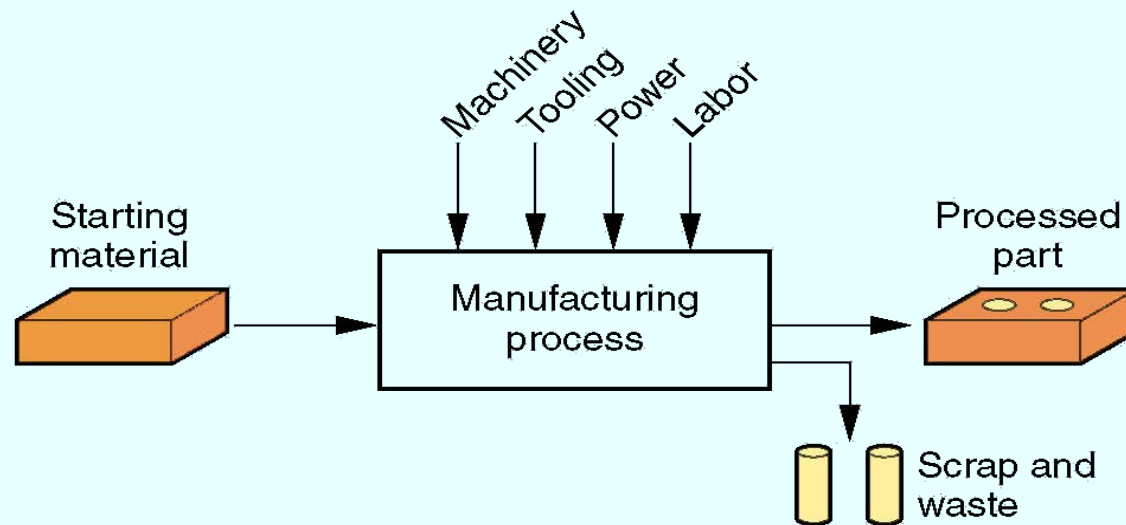 Machinery
Tooling
Power
Labor
Starting
material
Manufacturing
process
Processed
part
Scrap and
waste